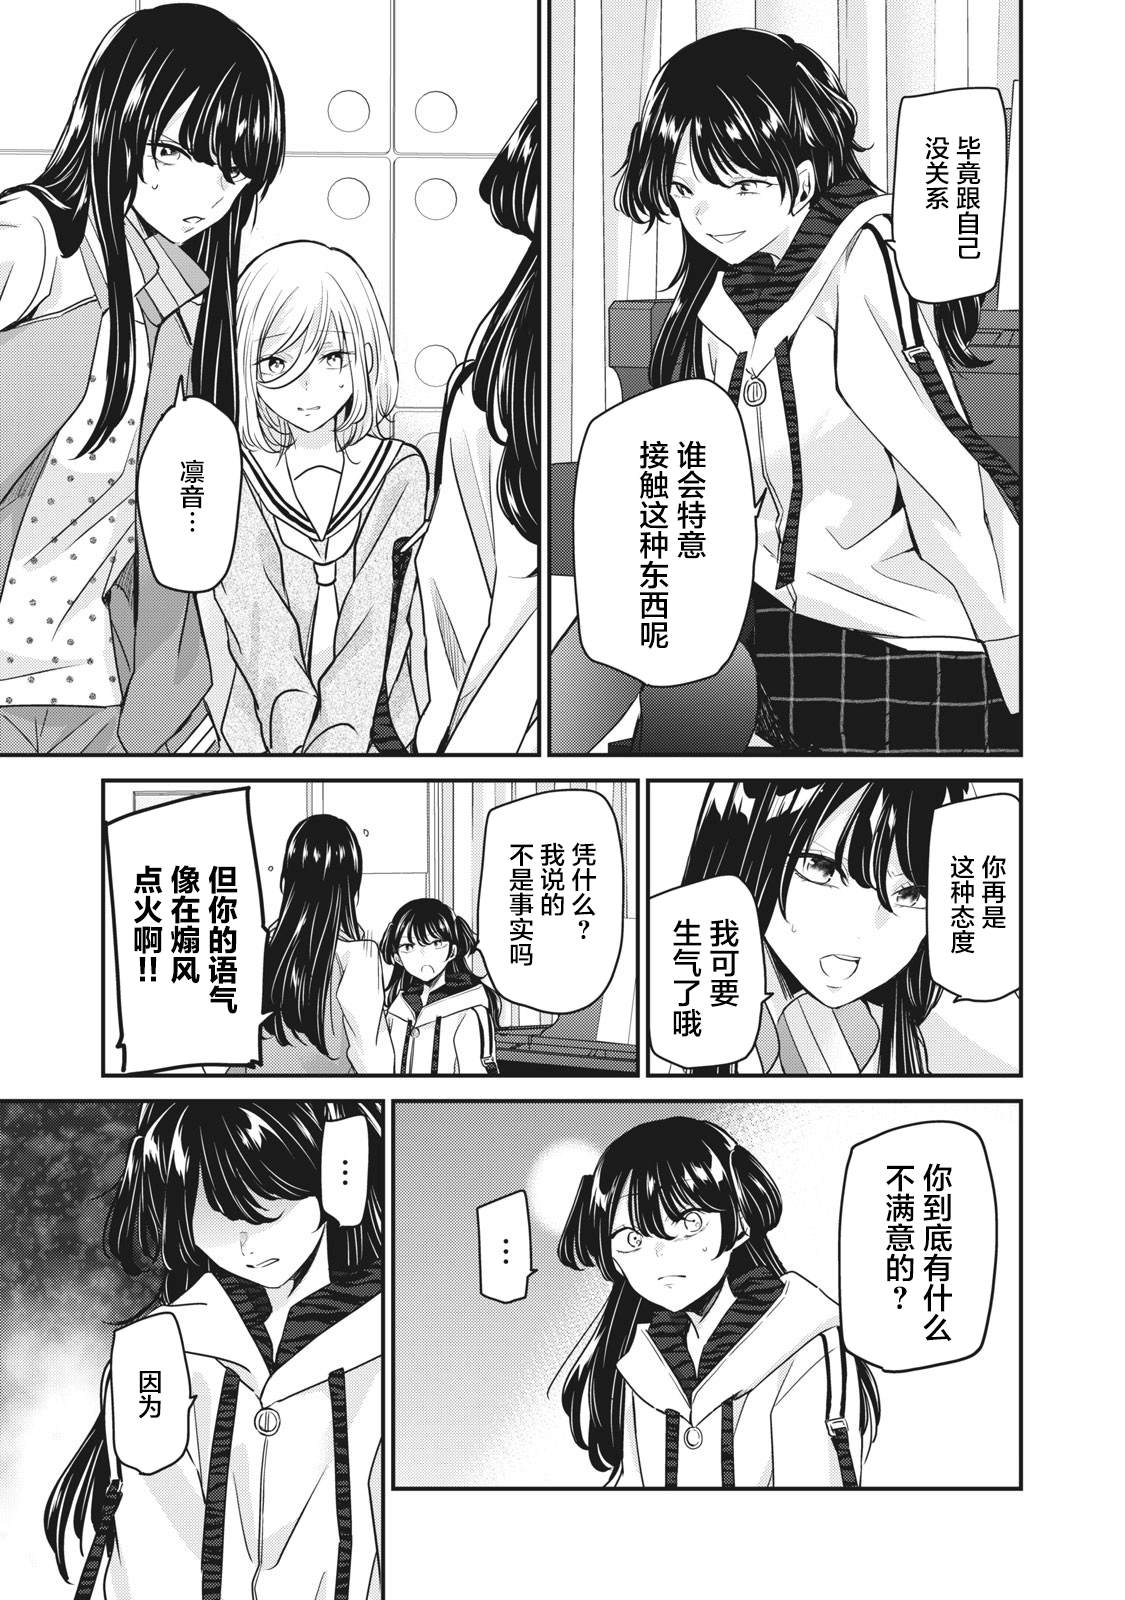 毕竟跟自己
没关系
谁会特意
接触这种东西呢
凛音…
你再是
这种态度
我可要
生气了哦
凭什么?
我说的
不是事实吗
但你的语气
像在煽风
点火啊!!
你到底有什么
不满意的?
…
…
因为